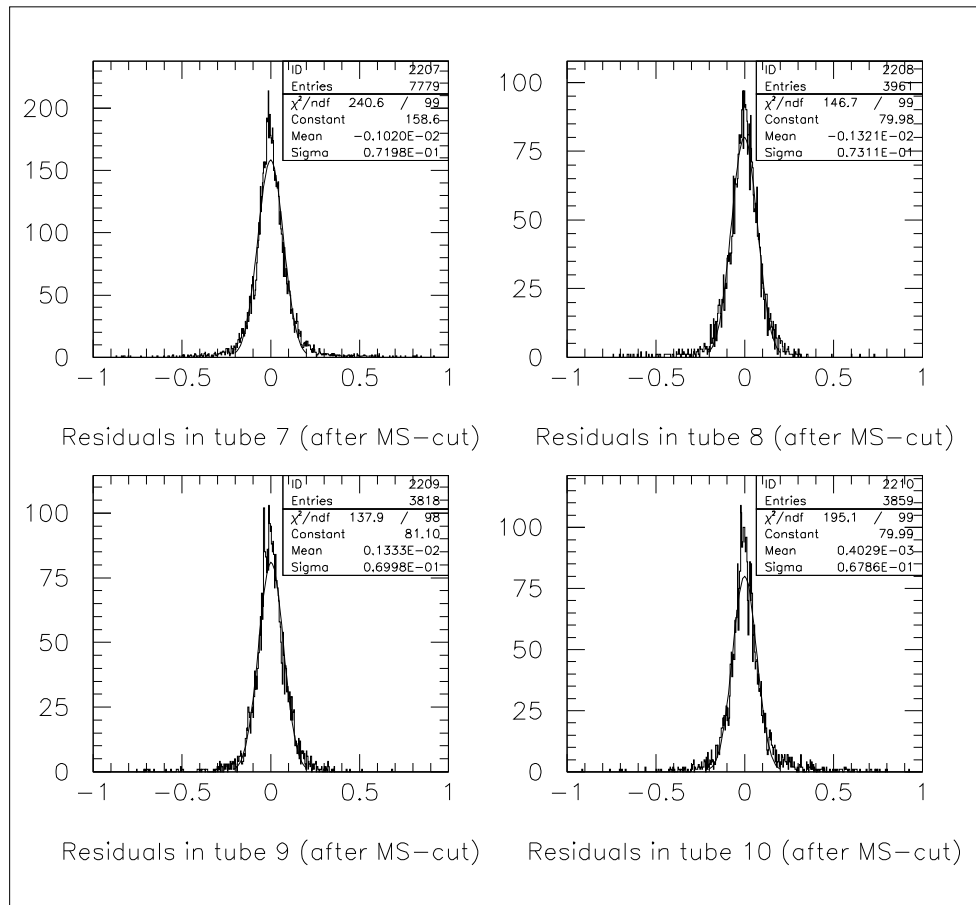 ID 2207
Entries 7779
χ²/ndf 240.6 / 99
Constant 158.6
Mean −0.1020E−02
Sigma 0.7198E−01
200
150
100
50
0
−1 −0.5 0 0.5 1
Residuals in tube 7 (after MS−cut)
ID 2208
Entries 3961
χ²/ndf 146.7 / 99
Constant 79.98
Mean −0.1321E−02
Sigma 0.7311E−01
100
75
50
25
0
−1 −0.5 0 0.5 1
Residuals in tube 8 (after MS−cut)
ID 2209
Entries 3818
χ²/ndf 137.9 / 98
Constant 81.10
Mean 0.1333E−02
Sigma 0.6998E−01
100
75
50
25
0
−1 −0.5 0 0.5 1
Residuals in tube 9 (after MS−cut)
ID 2210
Entries 3859
χ²/ndf 195.1 / 99
Constant 79.99
Mean 0.4029E−03
Sigma 0.6786E−01
100
75
50
25
0
−1 −0.5 0 0.5 1
Residuals in tube 10 (after MS−cut)